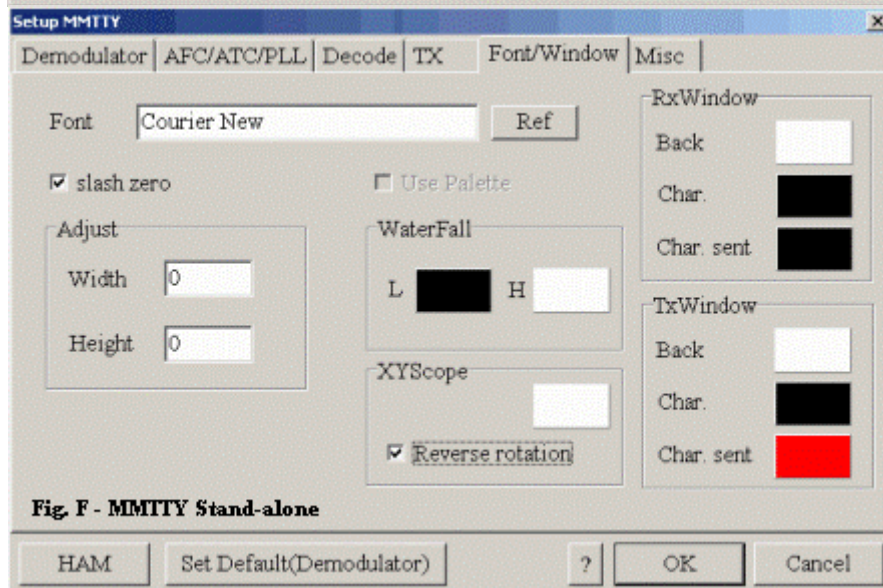 Setup MMTTY
Demodulator AFC/ATC/PLL Decode TX Font/Window Misc
Font Courier New Ref
slash zero Use Palette
Adjust
Width 0
Height 0
WaterFall
L H
XYScope
Reverse rotation
RxWindow
Back
Char.
Char. sent
TxWindow
Back
Char.
Char. sent
Fig. F - MMTTY Stand-alone
HAM Set Default(Demodulator) ? OK Cancel